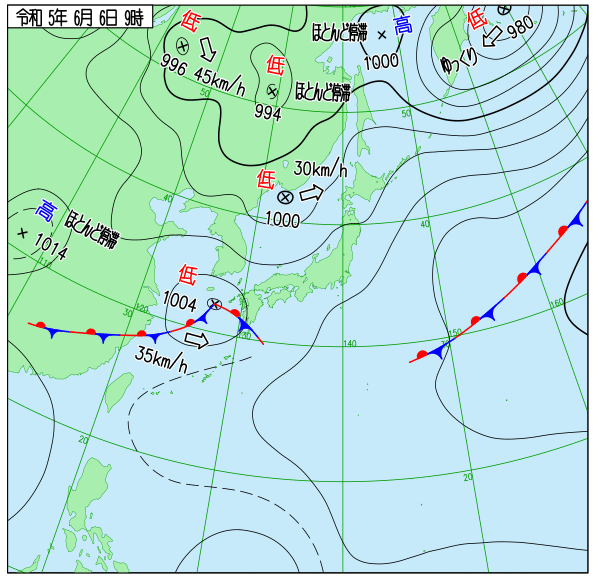 令和 5年 6月 6日 9時
低
996 45km/h
低
ほとんど停滞
994
ほとんど停滞
高
1000
低
980
ゆっくり
50
50
低
30km/h
1000
40
40
高
ほとんど停滞
1014
110
低
1004
120
30
130
35km/h
140
150
160
20
20